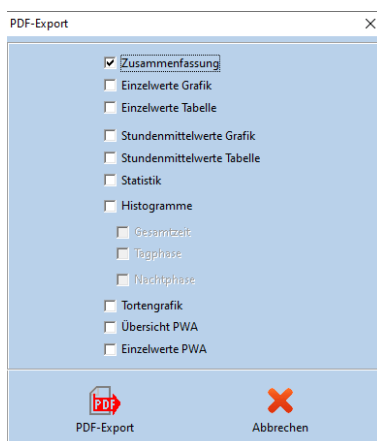 PDF-Export
Zusammenfassung
Einzelwerte Grafik
Einzelwerte Tabelle
Stundenmittelwerte Grafik
Stundenmittelwerte Tabelle
Statistik
Histogramme
Gesamtzeit
Tagphase
Nachtphase
Tortengrafik
Übersicht PWA
Einzelwerte PWA
PDF
PDF-Export Abbrechen